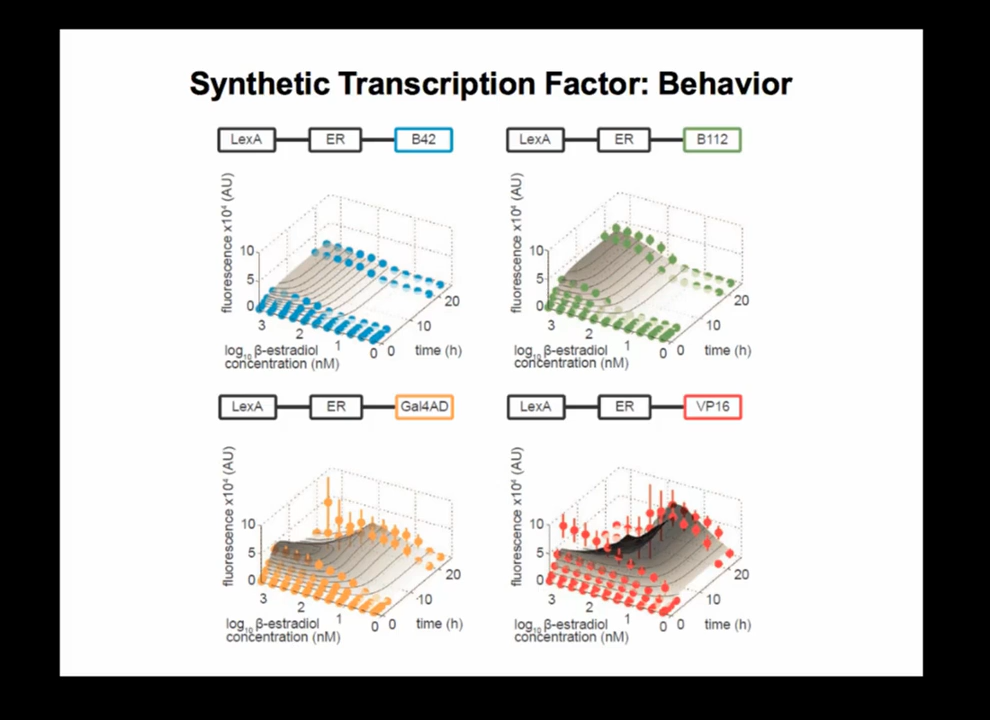 Synthetic Transcription Factor: Behavior
LexA ER B42
fluorescence x10⁴ (AU)
10
5
0
3
2
1
0
0
10
20
log₁₀ β-estradiol
concentration (nM)
time (h)
LexA ER B112
fluorescence x10⁴ (AU)
10
5
0
3
2
1
0
0
10
20
log₁₀ β-estradiol
concentration (nM)
time (h)
LexA ER Gal4AD
fluorescence x10⁴ (AU)
10
5
0
3
2
1
0
0
10
20
log₁₀ β-estradiol
concentration (nM)
time (h)
LexA ER VP16
fluorescence x10⁴ (AU)
10
5
0
3
2
1
0
0
10
20
log₁₀ β-estradiol
concentration (nM)
time (h)